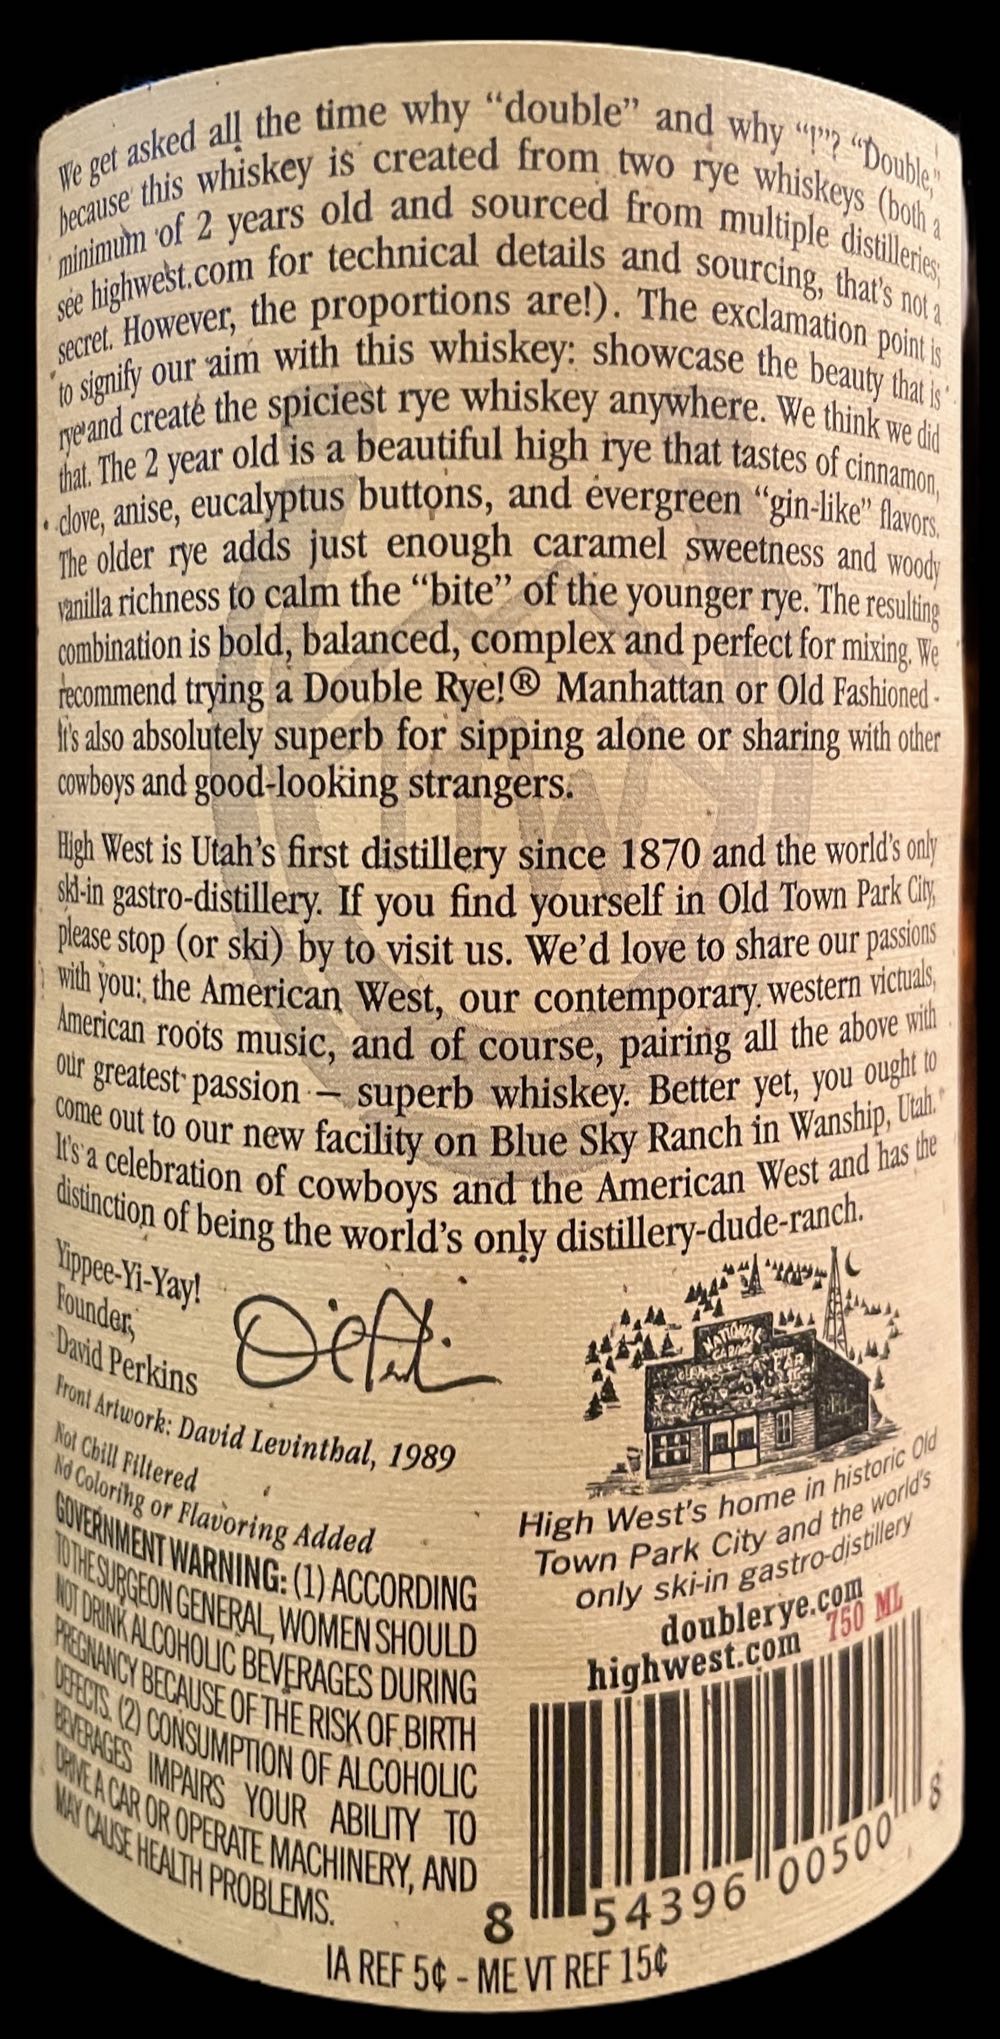 We get asked all the time why “double” and why “!”? “Double,”
because this whiskey is created from two rye whiskeys (both a
minimum of 2 years old and sourced from multiple distilleries;
see highwest.com for technical details and sourcing, that's not a
secret. However, the proportions are!). The exclamation point is
to signify our aim with this whiskey: showcase the beauty that is
rye and create the spiciest rye whiskey anywhere. We think we did
that. The 2 year old is a beautiful high rye that tastes of cinnamon,
clove, anise, eucalyptus buttons, and evergreen “gin-like” flavors.
The older rye adds just enough caramel sweetness and woody
vanilla richness to calm the “bite” of the younger rye. The resulting
combination is bold, balanced, complex and perfect for mixing. We
recommend trying a Double Rye!® Manhattan or Old Fashioned -
It's also absolutely superb for sipping alone or sharing with other
cowboys and good-looking strangers.
High West is Utah's first distillery since 1870 and the world's only
ski-in gastro-distillery. If you find yourself in Old Town Park City,
please stop (or ski) by to visit us. We'd love to share our passions
with you: the American West, our contemporary western victuals,
American roots music, and of course, pairing all the above with
our greatest passion – superb whiskey. Better yet, you ought to
come out to our new facility on Blue Sky Ranch in Wanship, Utah.
It's a celebration of cowboys and the American West and has the
distinction of being the world's only distillery-dude-ranch.
Yippee-Yi-Yay!
Founder,
David Perkins
Front Artwork: David Levinthal, 1989
Not Chill Filtered
No Coloring or Flavoring Added
GOVERNMENT WARNING: (1) ACCORDING
TO THE SURGEON GENERAL, WOMEN SHOULD
NOT DRINK ALCOHOLIC BEVERAGES DURING
PREGNANCY BECAUSE OF THE RISK OF BIRTH
DEFECTS. (2) CONSUMPTION OF ALCOHOLIC
BEVERAGES IMPAIRS YOUR ABILITY TO
DRIVE A CAR OR OPERATE MACHINERY, AND
MAY CAUSE HEALTH PROBLEMS.
NATIONAL
High West's home in historic Old
Town Park City and the world's
only ski-in gastro-distillery
doublerye.com
highwest.com 750 ML
8 54396 00500 8
IA REF 5¢ - ME VT REF 15¢